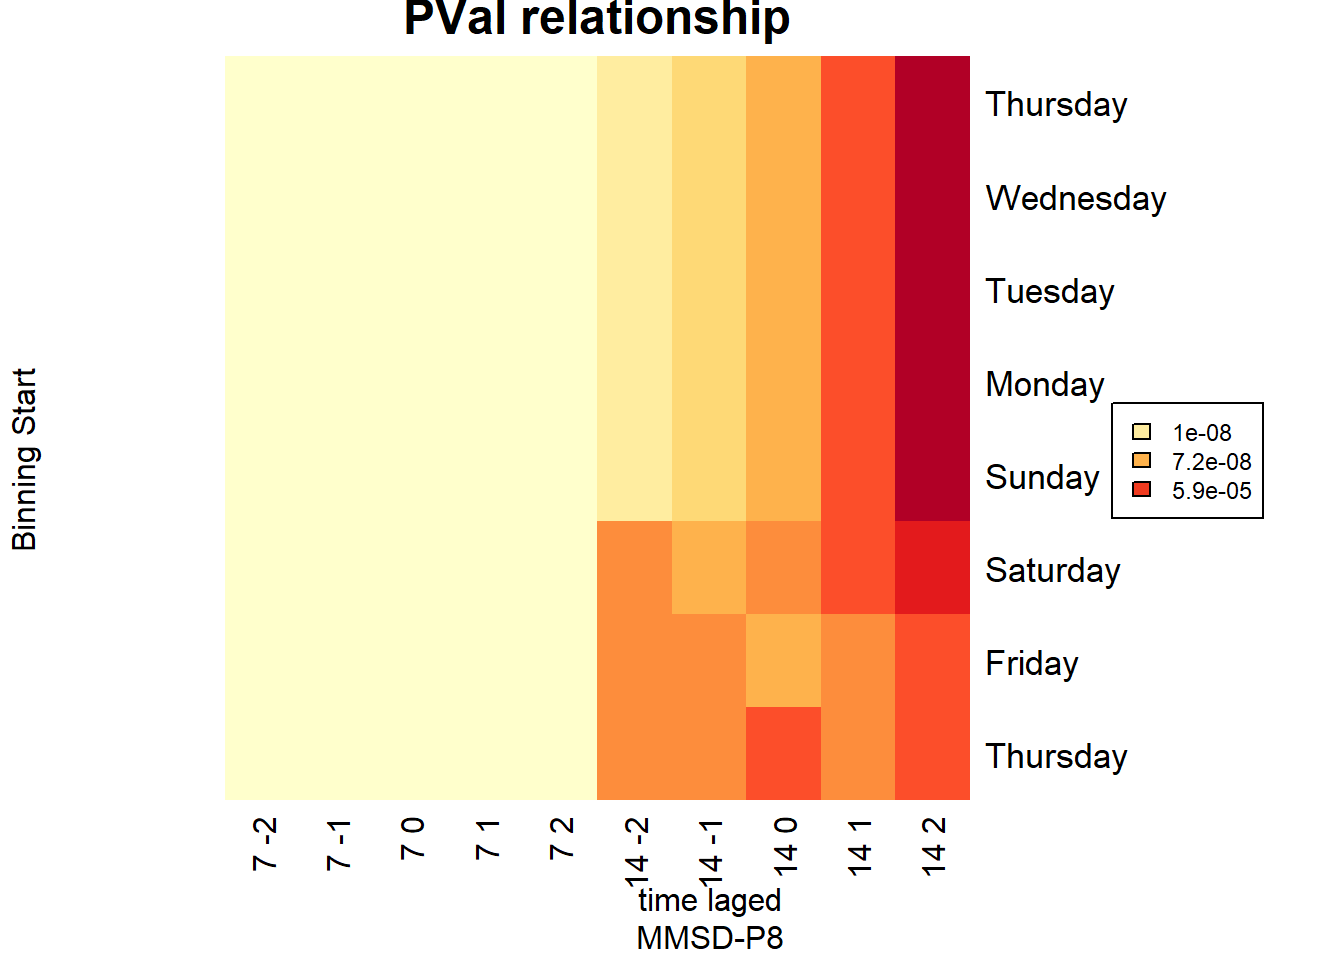 PVal relationship
Thursday
Wednesday
Tuesday
Monday
Sunday
Saturday
Friday
Thursday
Binning Start
1e-08
7.2e-08
5.9e-05
7 -2
7 -1
7 0
7 1
7 2
14 -2
14 -1
14 0
14 1
14 2
time laged
MMSD-P8